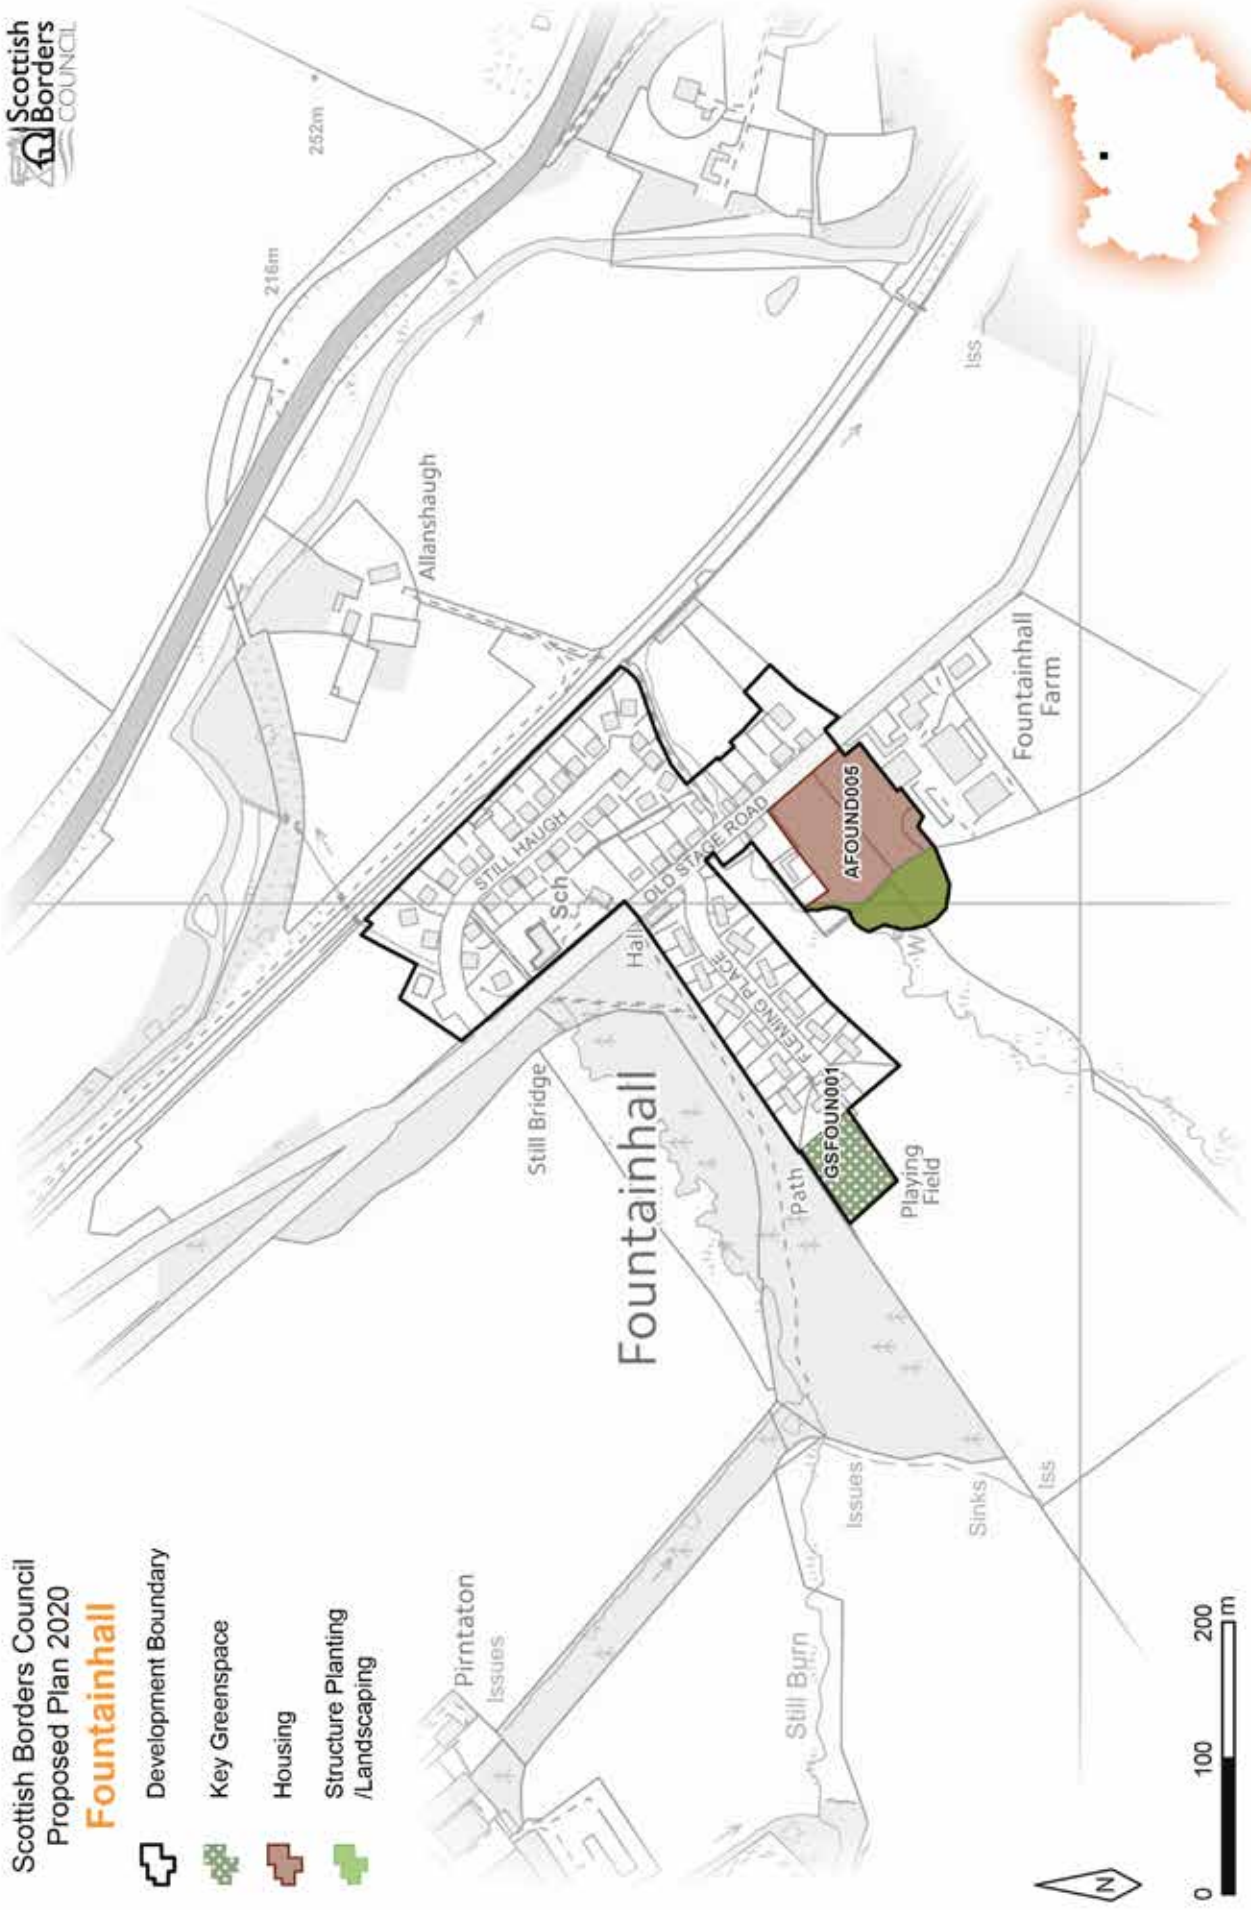 Scottish Borders Council
Proposed Plan 2020
Fountainhall
Development Boundary
Key Greenspace
Housing
Structure Planting
/Landscaping
Scottish
Borders
COUNCIL
252m
216m
Allanshaugh
STILL HAUGH
Sch
OLD STAGE ROAD
Hall
FLEMING PLACE
Still Bridge
Fountainhall
Path
GSFOUN001
Playing
Field
AFOUND005
W
Fountainhall
Farm
Iss
Pirntaton
Issues
Still Burn
Issues
Sinks
Iss
N
0
100
200
m